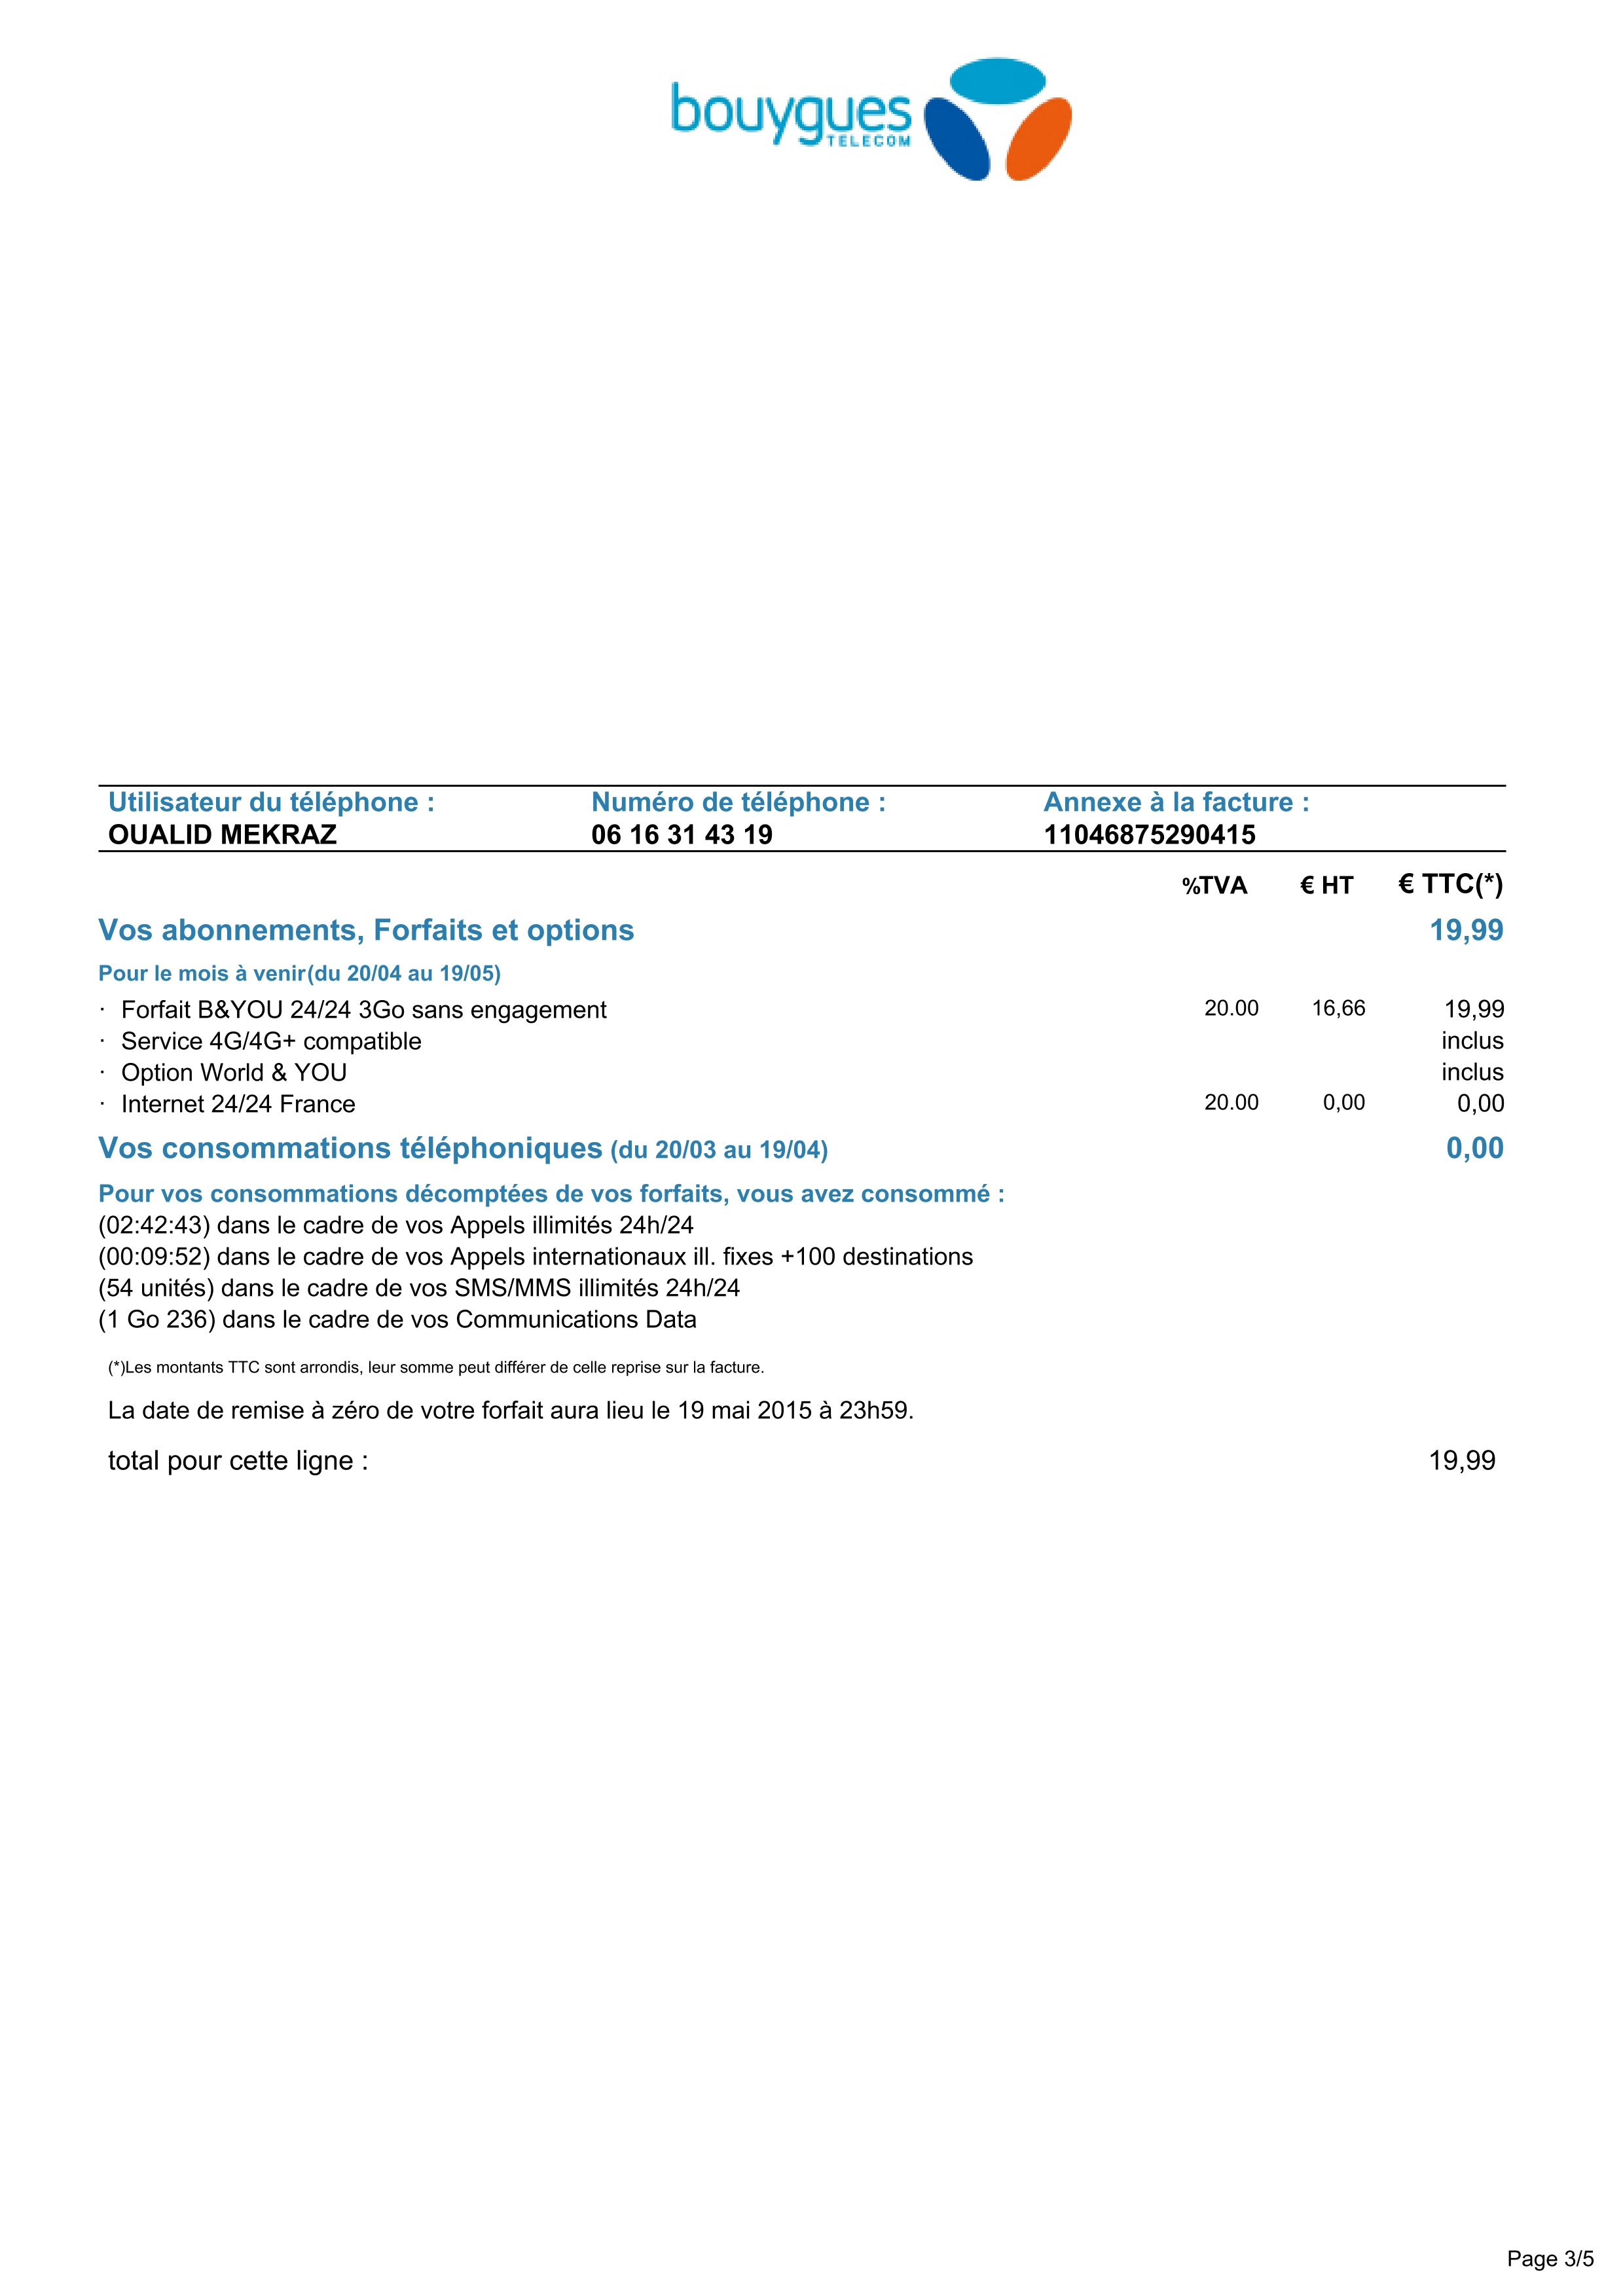 bouygues
TELECOM
Utilisateur du téléphone : Numéro de téléphone : Annexe à la facture :
OUALID MEKRAZ 06 16 31 43 19 11046875290415
%TVA € HT € TTC(*)
Vos abonnements, Forfaits et options 19,99
Pour le mois à venir(du 20/04 au 19/05)
· Forfait B&YOU 24/24 3Go sans engagement 20.00 16,66 19,99
· Service 4G/4G+ compatible inclus
· Option World & YOU inclus
· Internet 24/24 France 20.00 0,00 0,00
Vos consommations téléphoniques (du 20/03 au 19/04) 0,00
Pour vos consommations décomptées de vos forfaits, vous avez consommé :
(02:42:43) dans le cadre de vos Appels illimités 24h/24
(00:09:52) dans le cadre de vos Appels internationaux ill. fixes +100 destinations
(54 unités) dans le cadre de vos SMS/MMS illimités 24h/24
(1 Go 236) dans le cadre de vos Communications Data
(*)Les montants TTC sont arrondis, leur somme peut différer de celle reprise sur la facture.
La date de remise à zéro de votre forfait aura lieu le 19 mai 2015 à 23h59.
total pour cette ligne : 19,99
Page 3/5